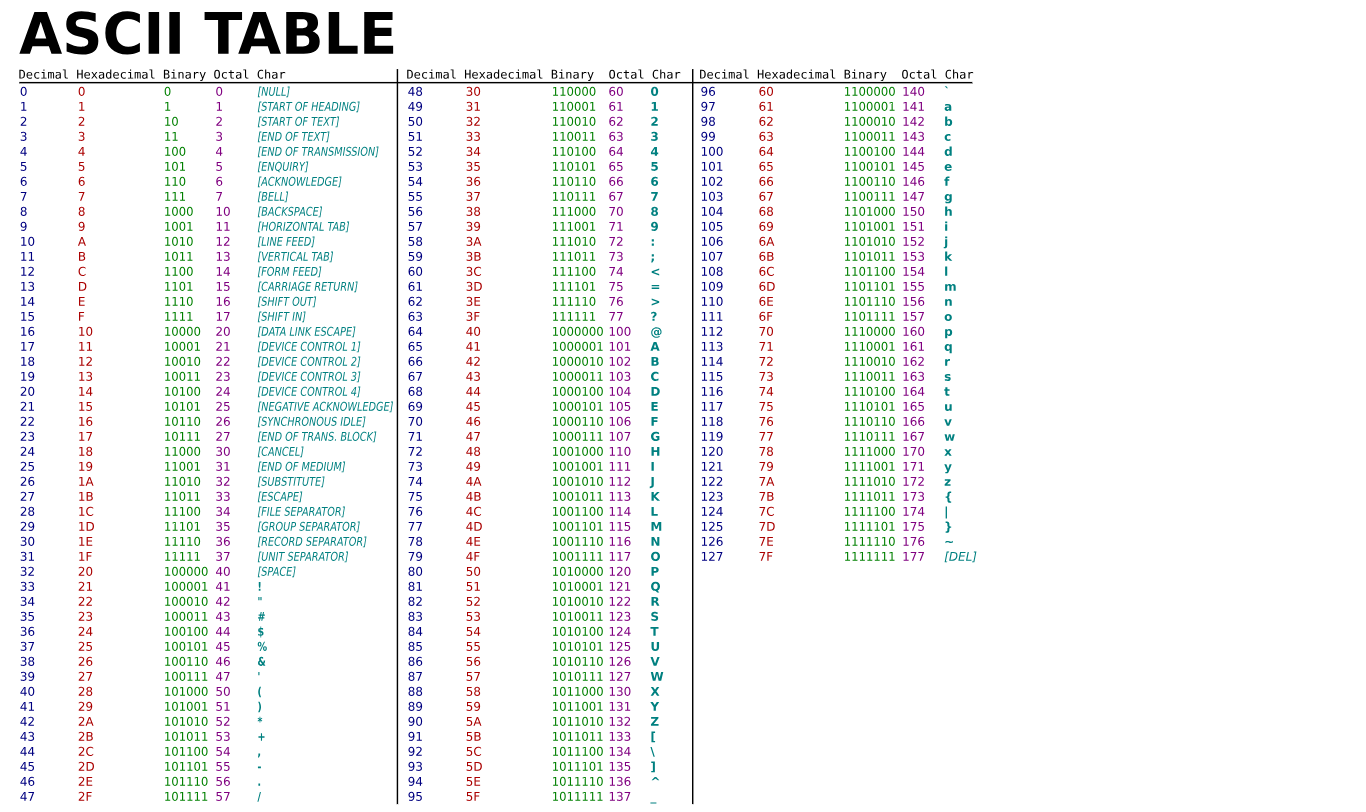 ASCII TABLE
Decimal Hexadecimal Binary Octal Char Decimal Hexadecimal Binary Octal Char Decimal Hexadecimal Binary Octal Char
0 0 0 0 [NULL] 48 30 110000 60 0 96 60 1100000 140 `
1 1 1 1 [START OF HEADING] 49 31 110001 61 1 97 61 1100001 141 a
2 2 10 2 [START OF TEXT] 50 32 110010 62 2 98 62 1100010 142 b
3 3 11 3 [END OF TEXT] 51 33 110011 63 3 99 63 1100011 143 c
4 4 100 4 [END OF TRANSMISSION] 52 34 110100 64 4 100 64 1100100 144 d
5 5 101 5 [ENQUIRY] 53 35 110101 65 5 101 65 1100101 145 e
6 6 110 6 [ACKNOWLEDGE] 54 36 110110 66 6 102 66 1100110 146 f
7 7 111 7 [BELL] 55 37 110111 67 7 103 67 1100111 147 g
8 8 1000 10 [BACKSPACE] 56 38 111000 70 8 104 68 1101000 150 h
9 9 1001 11 [HORIZONTAL TAB] 57 39 111001 71 9 105 69 1101001 151 i
10 A 1010 12 [LINE FEED] 58 3A 111010 72 : 106 6A 1101010 152 j
11 B 1011 13 [VERTICAL TAB] 59 3B 111011 73 ; 107 6B 1101011 153 k
12 C 1100 14 [FORM FEED] 60 3C 111100 74 < 108 6C 1101100 154 l
13 D 1101 15 [CARRIAGE RETURN] 61 3D 111101 75 = 109 6D 1101101 155 m
14 E 1110 16 [SHIFT OUT] 62 3E 111110 76 > 110 6E 1101110 156 n
15 F 1111 17 [SHIFT IN] 63 3F 111111 77 ? 111 6F 1101111 157 o
16 10 10000 20 [DATA LINK ESCAPE] 64 40 1000000 100 @ 112 70 1110000 160 p
17 11 10001 21 [DEVICE CONTROL 1] 65 41 1000001 101 A 113 71 1110001 161 q
18 12 10010 22 [DEVICE CONTROL 2] 66 42 1000010 102 B 114 72 1110010 162 r
19 13 10011 23 [DEVICE CONTROL 3] 67 43 1000011 103 C 115 73 1110011 163 s
20 14 10100 24 [DEVICE CONTROL 4] 68 44 1000100 104 D 116 74 1110100 164 t
21 15 10101 25 [NEGATIVE ACKNOWLEDGE] 69 45 1000101 105 E 117 75 1110101 165 u
22 16 10110 26 [SYNCHRONOUS IDLE] 70 46 1000110 106 F 118 76 1110110 166 v
23 17 10111 27 [END OF TRANS. BLOCK] 71 47 1000111 107 G 119 77 1110111 167 w
24 18 11000 30 [CANCEL] 72 48 1001000 110 H 120 78 1111000 170 x
25 19 11001 31 [END OF MEDIUM] 73 49 1001001 111 I 121 79 1111001 171 y
26 1A 11010 32 [SUBSTITUTE] 74 4A 1001010 112 J 122 7A 1111010 172 z
27 1B 11011 33 [ESCAPE] 75 4B 1001011 113 K 123 7B 1111011 173 {
28 1C 11100 34 [FILE SEPARATOR] 76 4C 1001100 114 L 124 7C 1111100 174 |
29 1D 11101 35 [GROUP SEPARATOR] 77 4D 1001101 115 M 125 7D 1111101 175 }
30 1E 11110 36 [RECORD SEPARATOR] 78 4E 1001110 116 N 126 7E 1111110 176 ~
31 1F 11111 37 [UNIT SEPARATOR] 79 4F 1001111 117 O 127 7F 1111111 177 [DEL]
32 20 100000 40 [SPACE] 80 50 1010000 120 P
33 21 100001 41 ! 81 51 1010001 121 Q
34 22 100010 42 " 82 52 1010010 122 R
35 23 100011 43 # 83 53 1010011 123 S
36 24 100100 44 $ 84 54 1010100 124 T
37 25 100101 45 % 85 55 1010101 125 U
38 26 100110 46 & 86 56 1010110 126 V
39 27 100111 47 ' 87 57 1010111 127 W
40 28 101000 50 ( 88 58 1011000 130 X
41 29 101001 51 ) 89 59 1011001 131 Y
42 2A 101010 52 * 90 5A 1011010 132 Z
43 2B 101011 53 + 91 5B 1011011 133 [
44 2C 101100 54 , 92 5C 1011100 134 \
45 2D 101101 55 - 93 5D 1011101 135 ]
46 2E 101110 56 . 94 5E 1011110 136 ^
47 2F 101111 57 / 95 5F 1011111 137 _